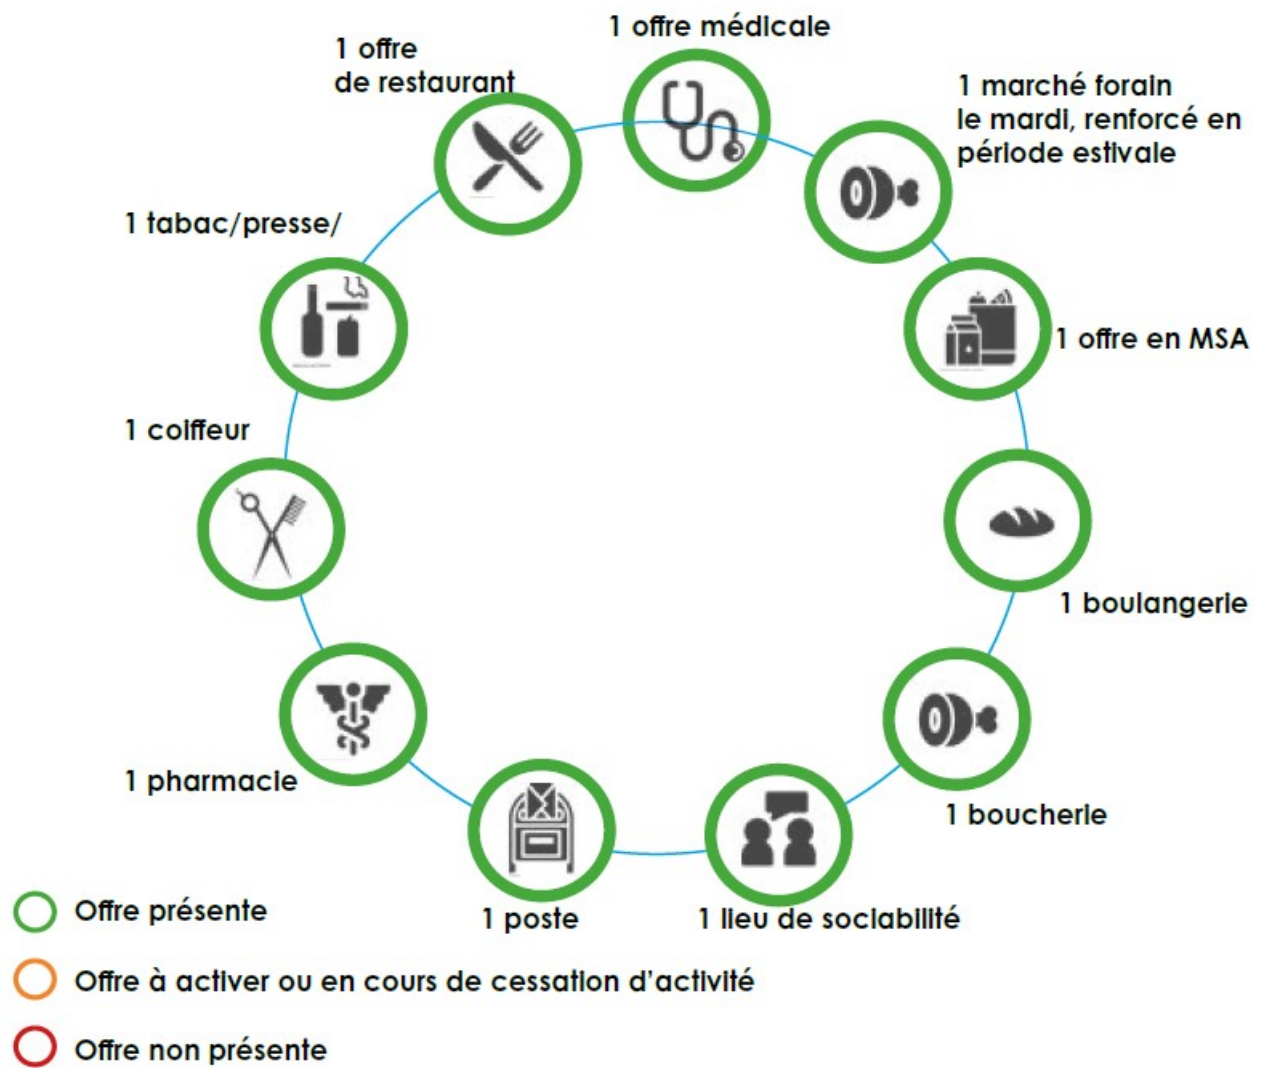 1 offre médicale
1 offre
de restaurant
1 marché forain
le mardi, renforcé en
période estivale
1 tabac/presse/
1 offre en MSA
1 coiffeur
1 boulangerie
1 pharmacie
1 boucherie
1 poste
1 lieu de sociabilité
Offre présente
Offre à activer ou en cours de cessation d'activité
Offre non présente